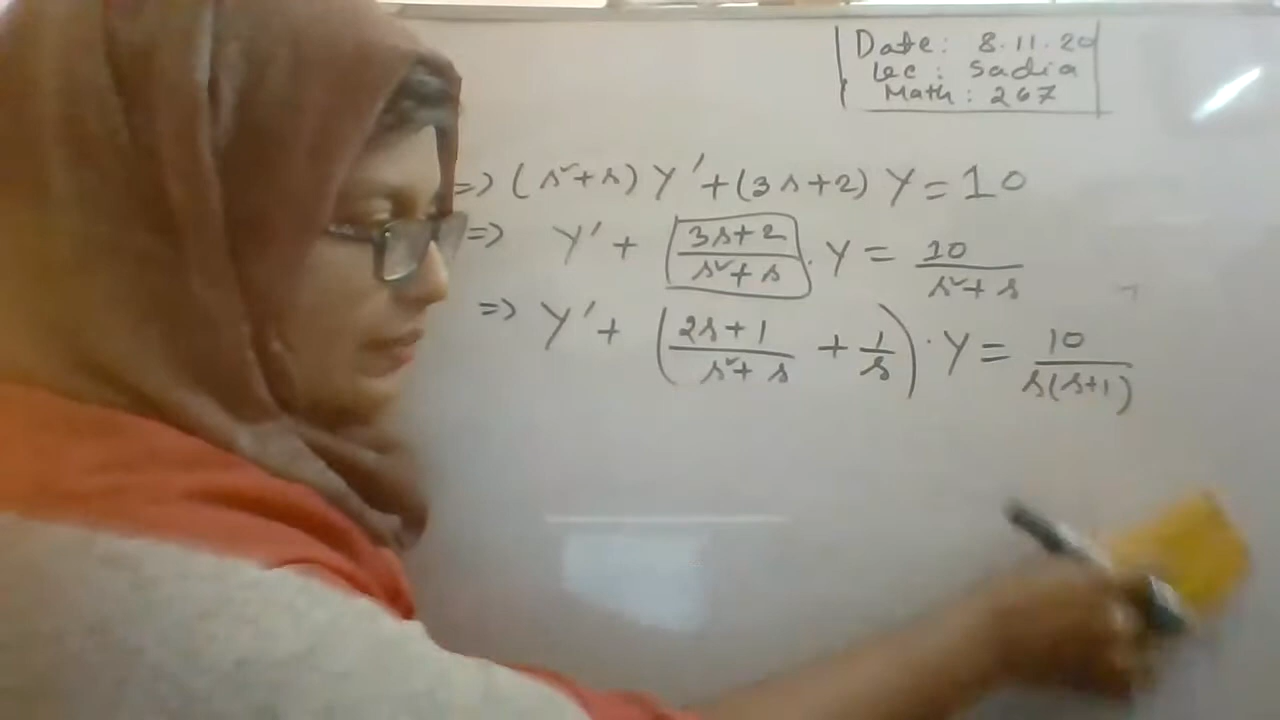 Date: 8.11.20
Lec: Sadia
Math: 267
=> (s²+s) Y' + (3s+2) Y = 10
=> Y' + (3s+2)/(s²+s) . Y = 10/(s²+s)
=> Y' + ((2s+1)/(s²+s) + 1/s) . Y = 10/(s(s+1))